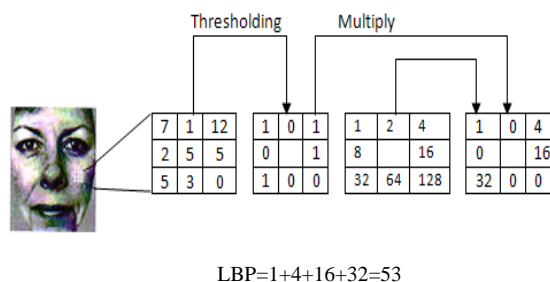 Thresholding Multiply
7 1 12 1 0 1 1 2 4 1 0 4
2 5 5 0 1 8 16 0 16
5 3 0 1 0 0 32 64 128 32 0 0
LBP=1+4+16+32=53